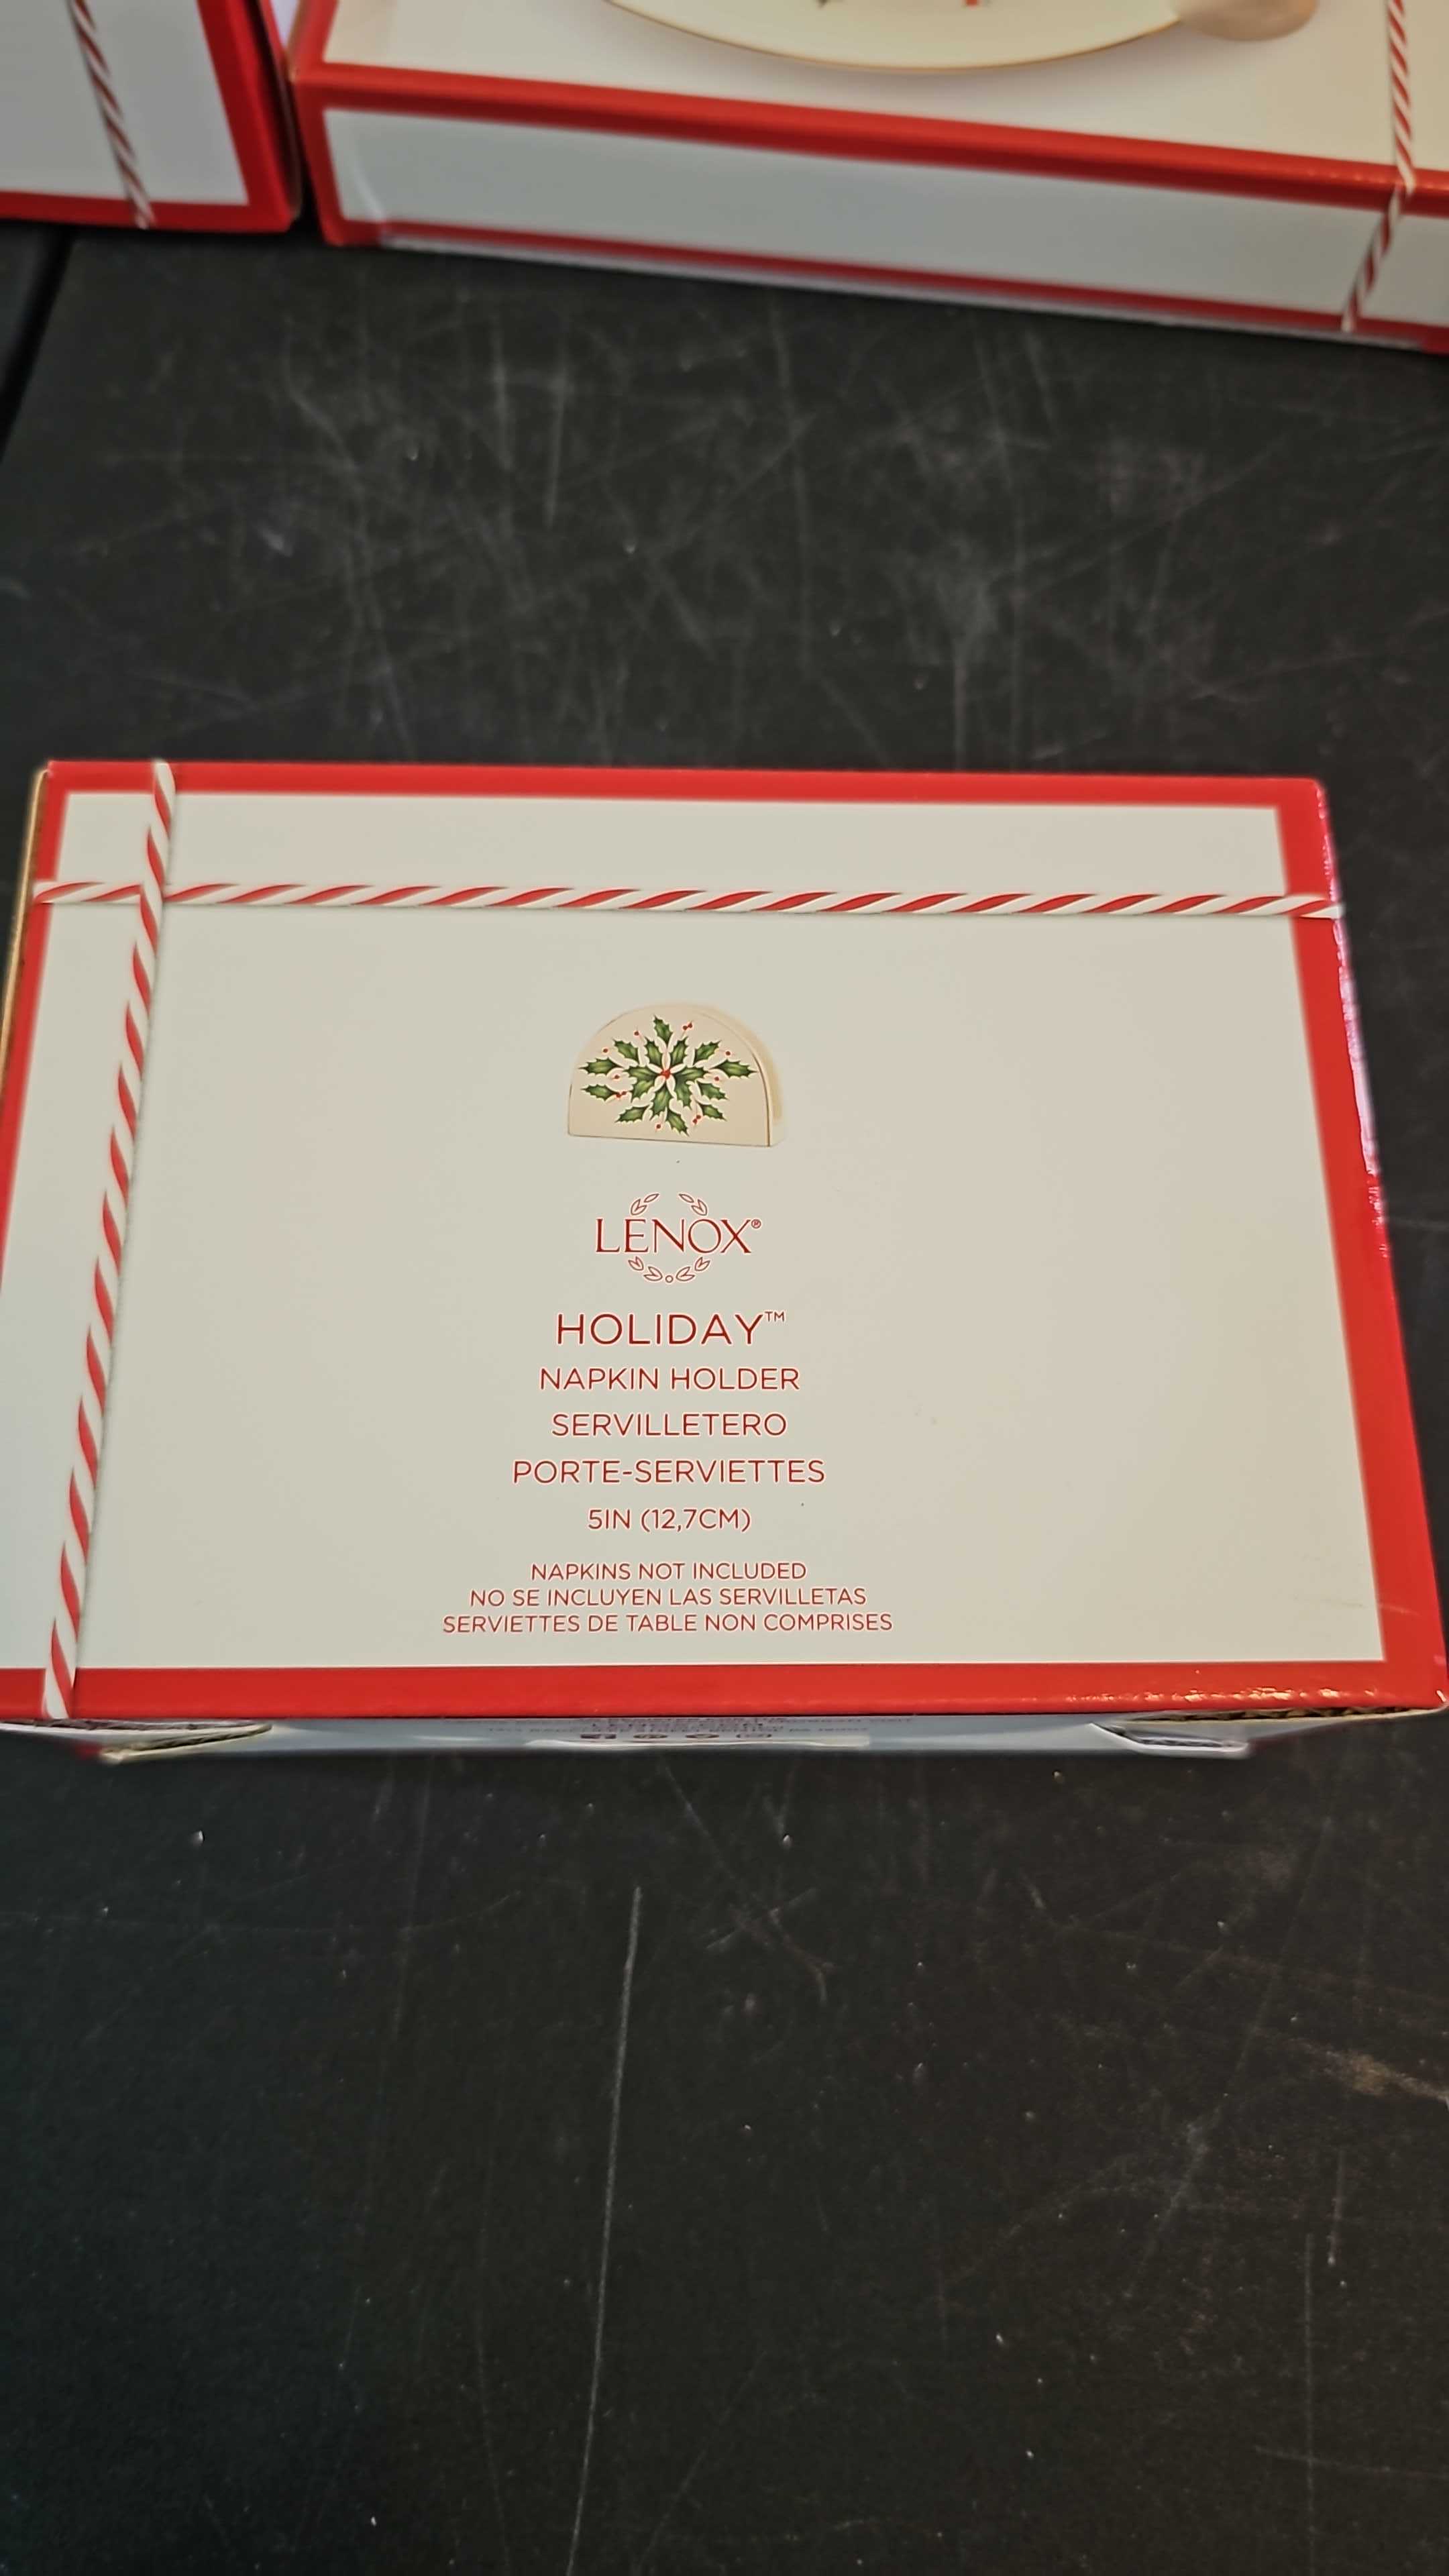 LENOX®
HOLIDAY™
NAPKIN HOLDER
SERVILLETERO
PORTE-SERVIETTES
5IN (12,7CM)
NAPKINS NOT INCLUDED
NO SE INCLUYEN LAS SERVILLETAS
SERVIETTES DE TABLE NON COMPRISES